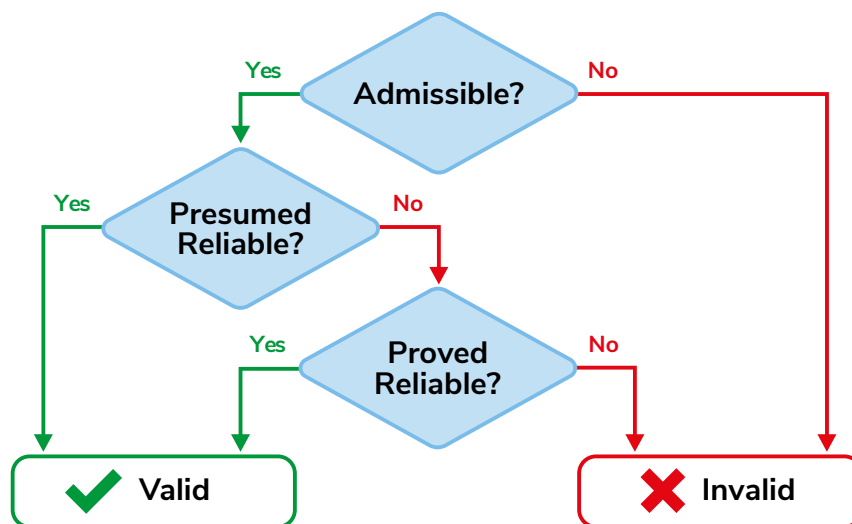 Yes
Admissible?
No
Yes
Presumed
Reliable?
No
Yes
Proved
Reliable?
No
Valid
Invalid